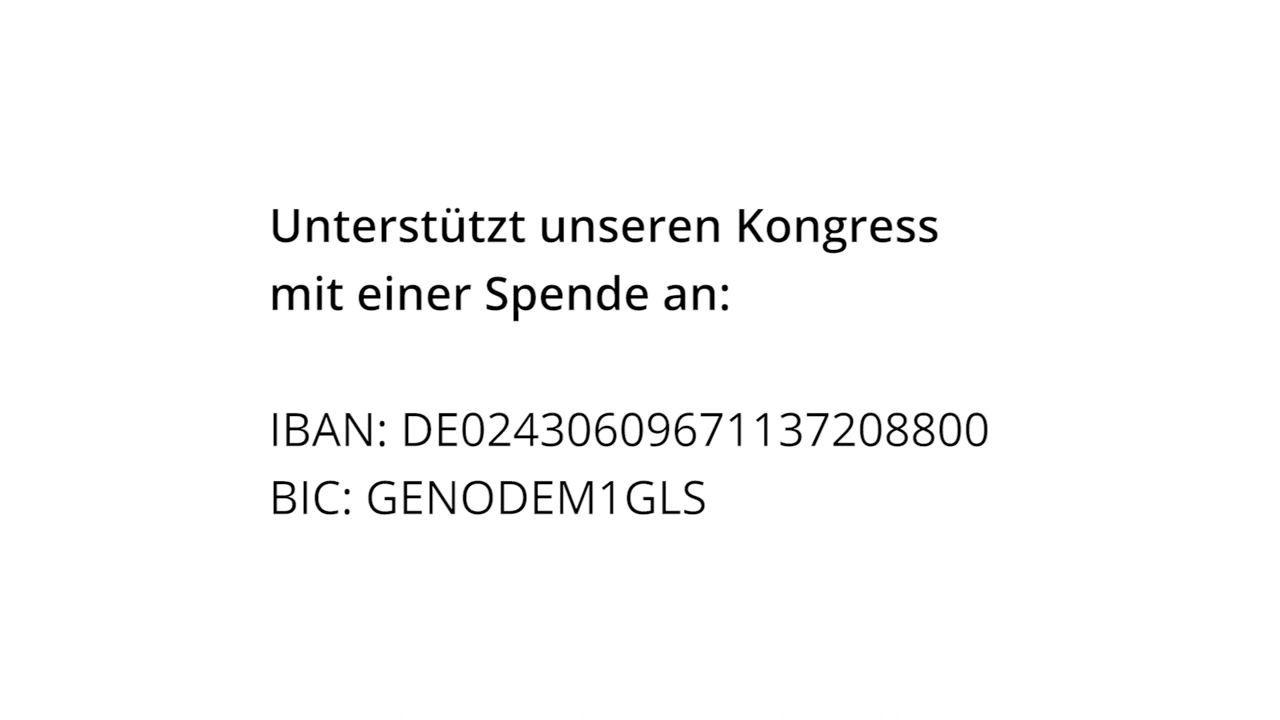 Unterstützt unseren Kongress
mit einer Spende an:
IBAN: DE02430609671137208800
BIC: GENODEM1GLS